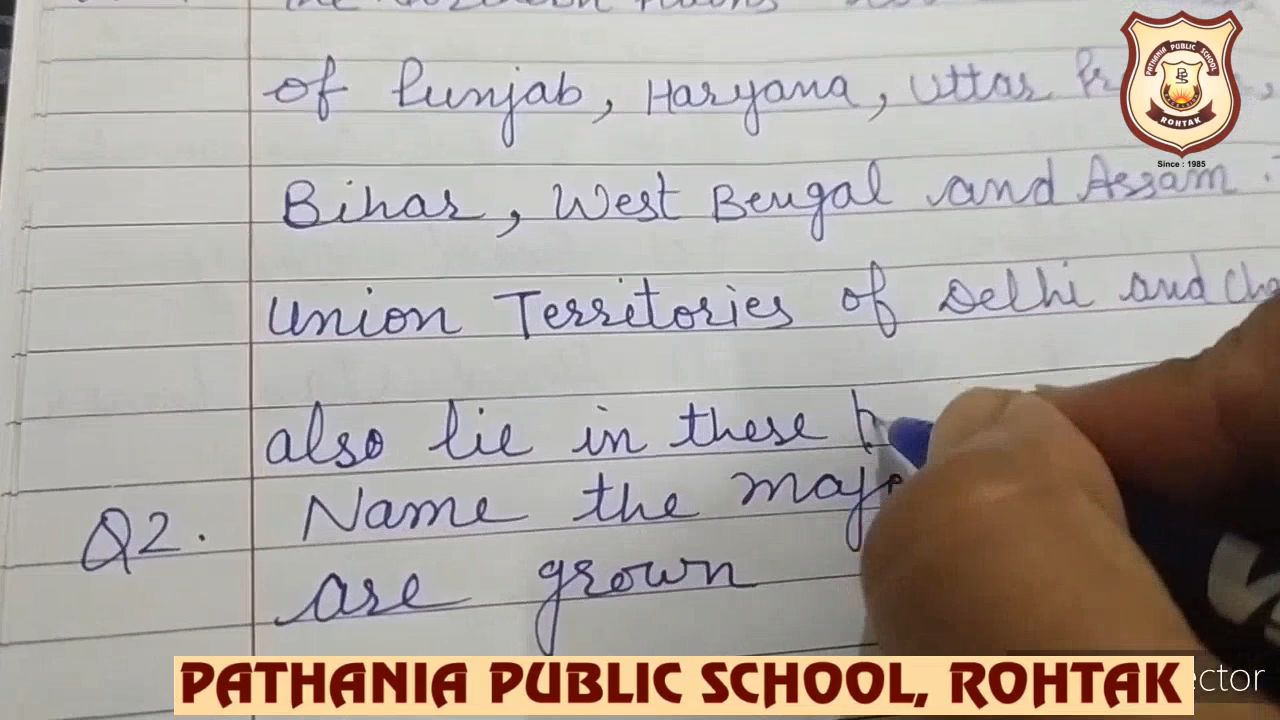 of Punjab, Haryana, Uttar
Bihar, West Bengal and Assam.
Union Territories of Delhi and
also lie in these
Q2. Name the
are grown
PATHANIA PUBLIC SCHOOL
PS
ROHTAK
Since : 1985
PATHANIA PUBLIC SCHOOL, ROHTAK